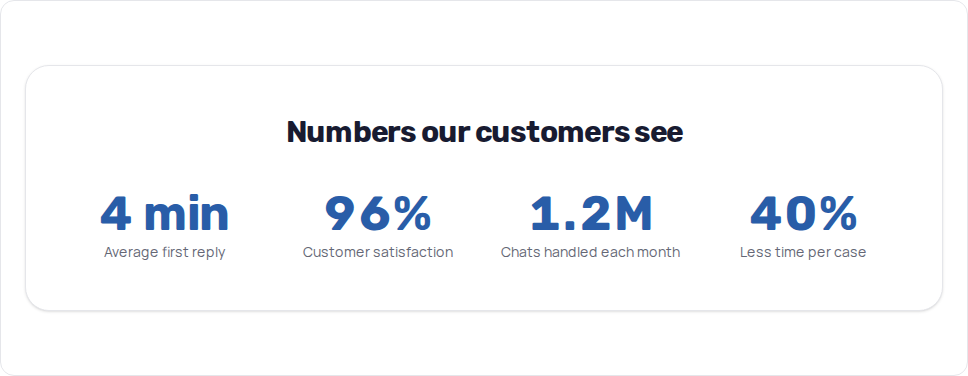 Numbers our customers see
4 min
Average first reply
96%
Customer satisfaction
1.2M
Chats handled each month
40%
Less time per case